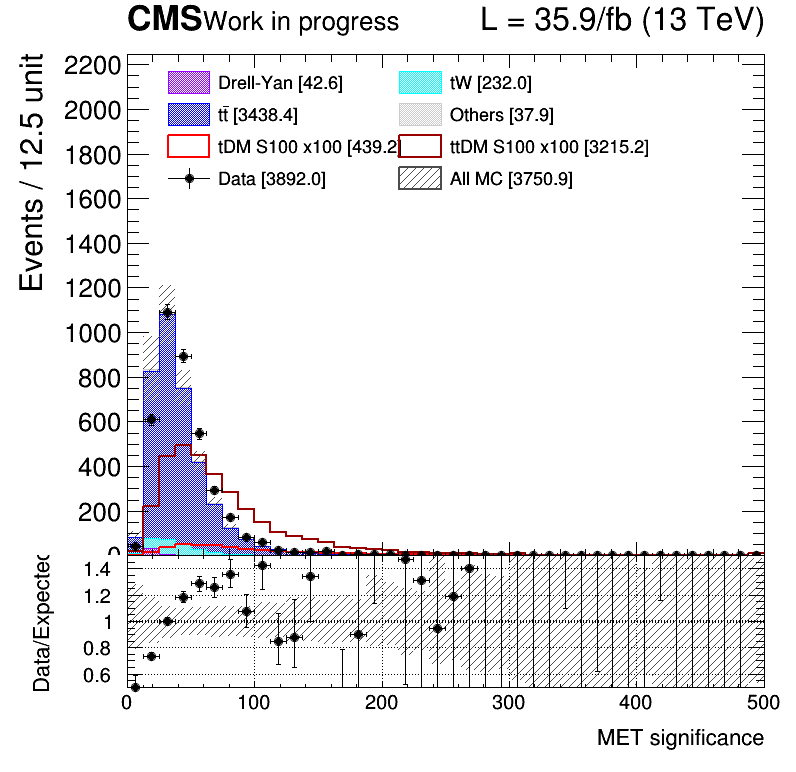 CMS Work in progress L = 35.9/fb (13 TeV)
Events / 12.5 unit
2200
2000
1800
1600
1400
1200
1000
800
600
400
200
0
Drell-Yan [42.6] tW [232.0]
tt̄ [3438.4] Others [37.9]
tDM S100 x100 [439.2] ttDM S100 x100 [3215.2]
Data [3892.0] All MC [3750.9]
Data/Expected
1.4
1.2
1
0.8
0.6
0 100 200 300 400 500
MET significance